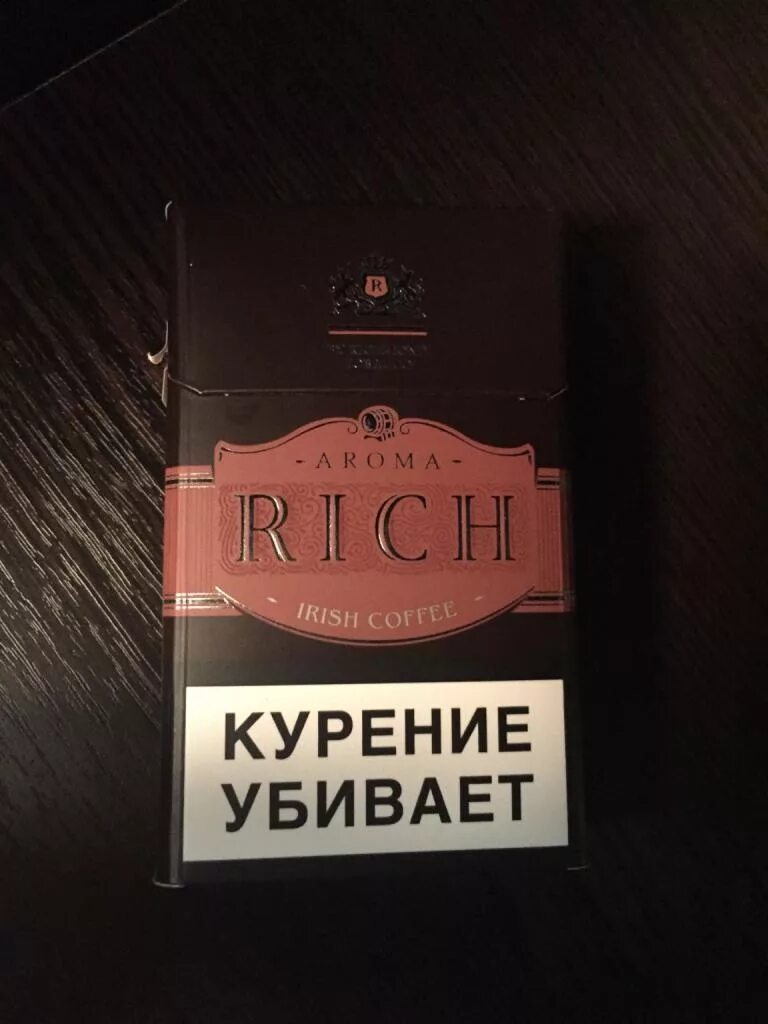 R
- AROMA -
RICH
- IRISH COFFEE -
КУРЕНИЕ
УБИВАЕТ